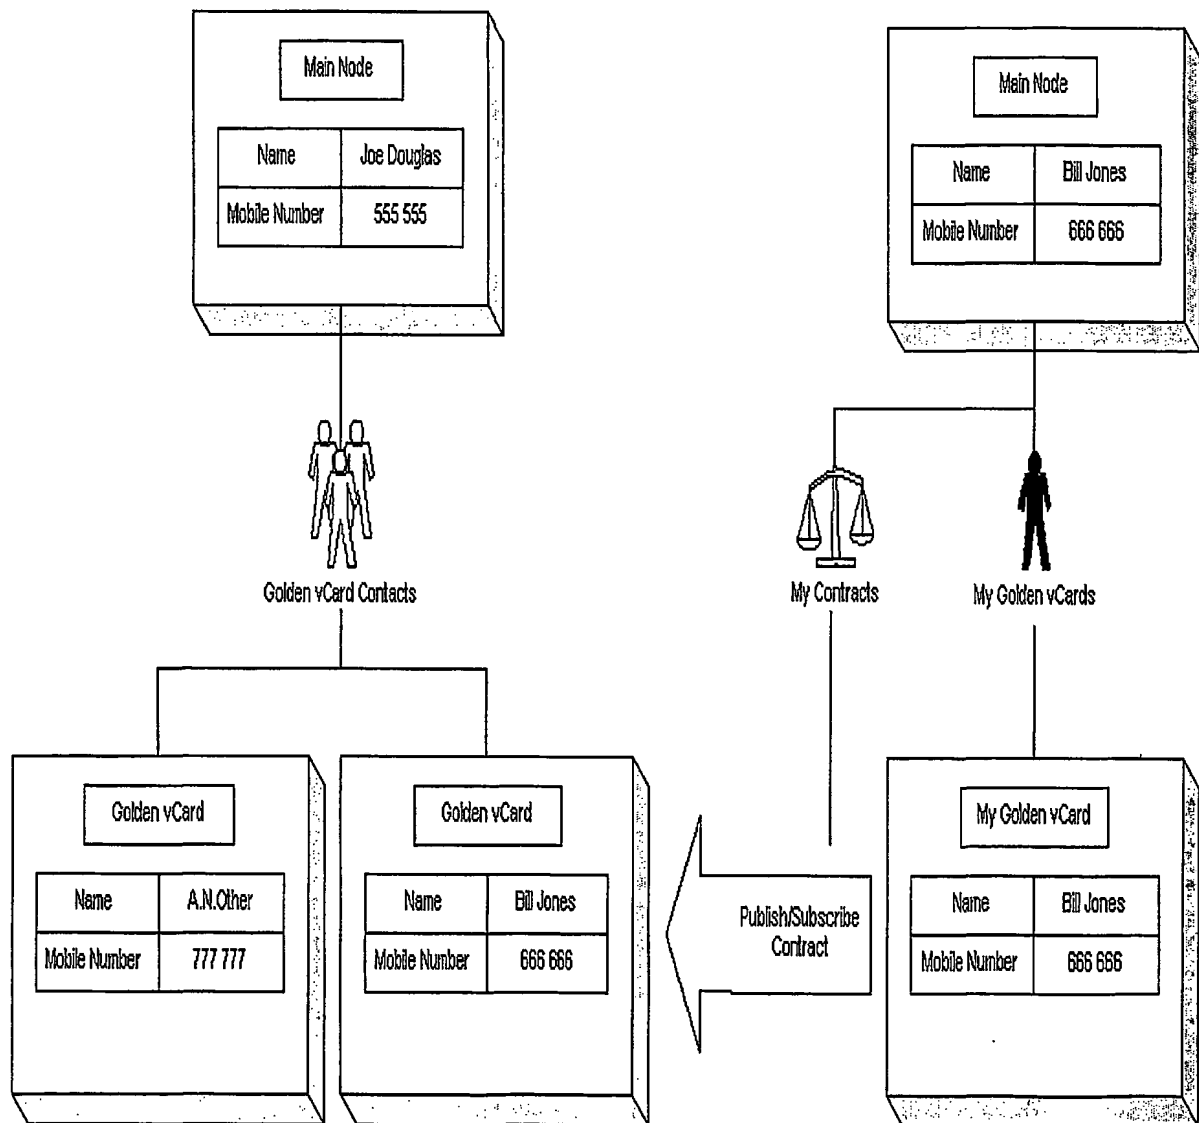 Main Node
Name Joe Douglas
Mobile Number 555 555
Main Node
Name Bill Jones
Mobile Number 666 666
Golden vCard Contacts
My Contracts
My Golden vCards
Golden vCard
Name A.N.Other
Mobile Number 777 777
Golden vCard
Name Bill Jones
Mobile Number 666 666
Publish/Subscribe
Contract
My Golden vCard
Name Bill Jones
Mobile Number 666 666